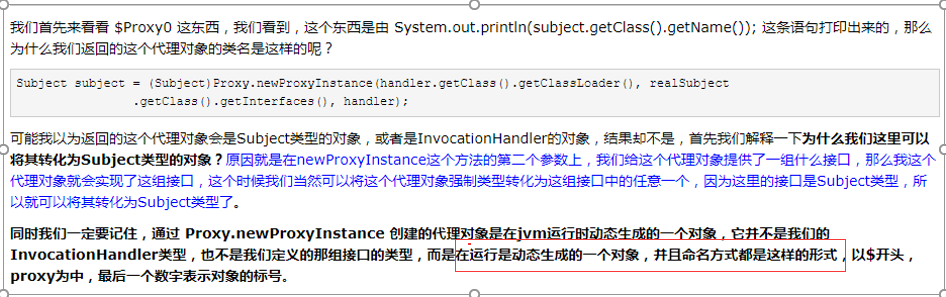 我们首先来看看 $Proxy0 这东西，我们看到，这个东西是由 System.out.println(subject.getClass().getName()); 这条语句打印出来的，那么
为什么我们返回的这个代理对象的类名是这样的呢？
Subject subject = (Subject)Proxy.newProxyInstance(handler.getClass().getClassLoader(), realSubject
.getClass().getInterfaces(), handler);
可能我以为返回的这个代理对象会是Subject类型的对象，或者是InvocationHandler的对象，结果却不是，首先我们解释一下为什么我们这里可以
将其转化为Subject类型的对象？原因就是在newProxyInstance这个方法的第二个参数上，我们给这个代理对象提供了一组什么接口，那么我这个
代理对象就会实现了这组接口，这个时候我们当然可以将这个代理对象强制类型转化为这组接口中的任意一个，因为这里的接口是Subject类型，所
以就可以将其转化为Subject类型了。
同时我们一定要记住，通过 Proxy.newProxyInstance 创建的代理对象是在jvm运行时动态生成的一个对象，它并不是我们的
InvocationHandler类型，也不是我们定义的那组接口的类型，而是在运行是动态生成的一个对象，并且命名方式都是这样的形式，以$开头，
proxy为中，最后一个数字表示对象的标号。